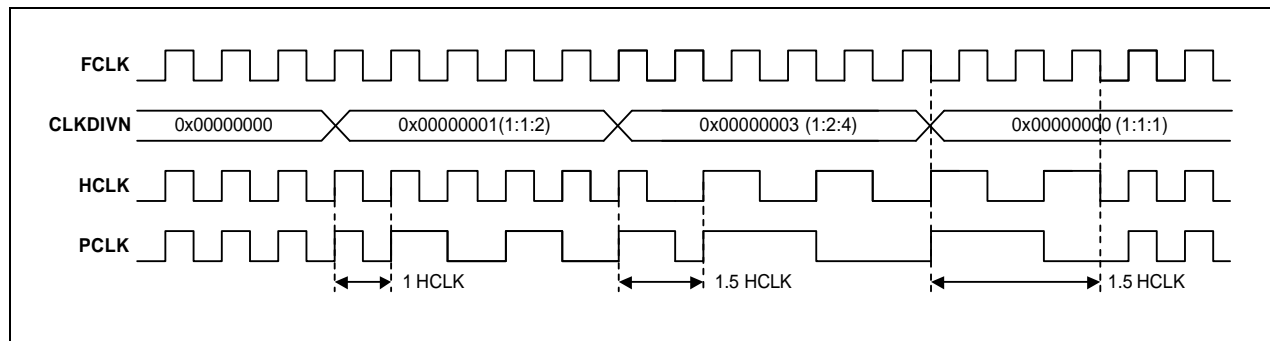 FCLK
CLKDIVN 0x00000000 0x00000001(1:1:2) 0x00000003 (1:2:4) 0x00000000 (1:1:1)
HCLK
PCLK
1 HCLK 1.5 HCLK 1.5 HCLK